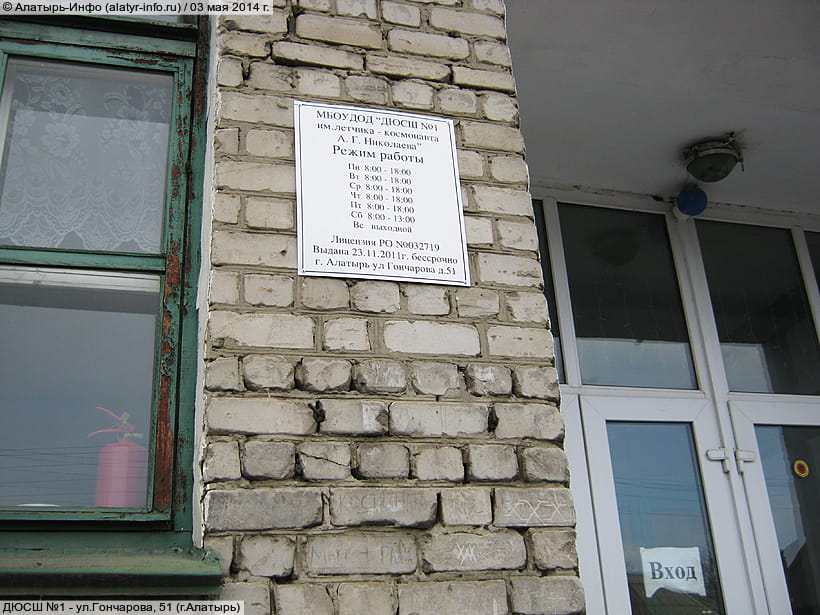 © Алатырь-Инфо (alatyr-info.ru) / 03 мая 2014 г.
МБОУДОД "ДЮСШ №1
им.летчика - космонавта
А. Г. Николаева"
Режим работы
Пн 8:00 - 18:00
Вт 8:00 - 18:00
Ср 8:00 - 18:00
Чт 8:00 - 18:00
Пт 8:00 - 18:00
Сб 8:00 - 13:00
Вс выходной
Лицензия РО №032719
Выдана 23.11.2011г. бессрочно
г. Алатырь ул Гончарова д.51
Вход
ДЮСШ №1 - ул.Гончарова, 51 (г.Алатырь)